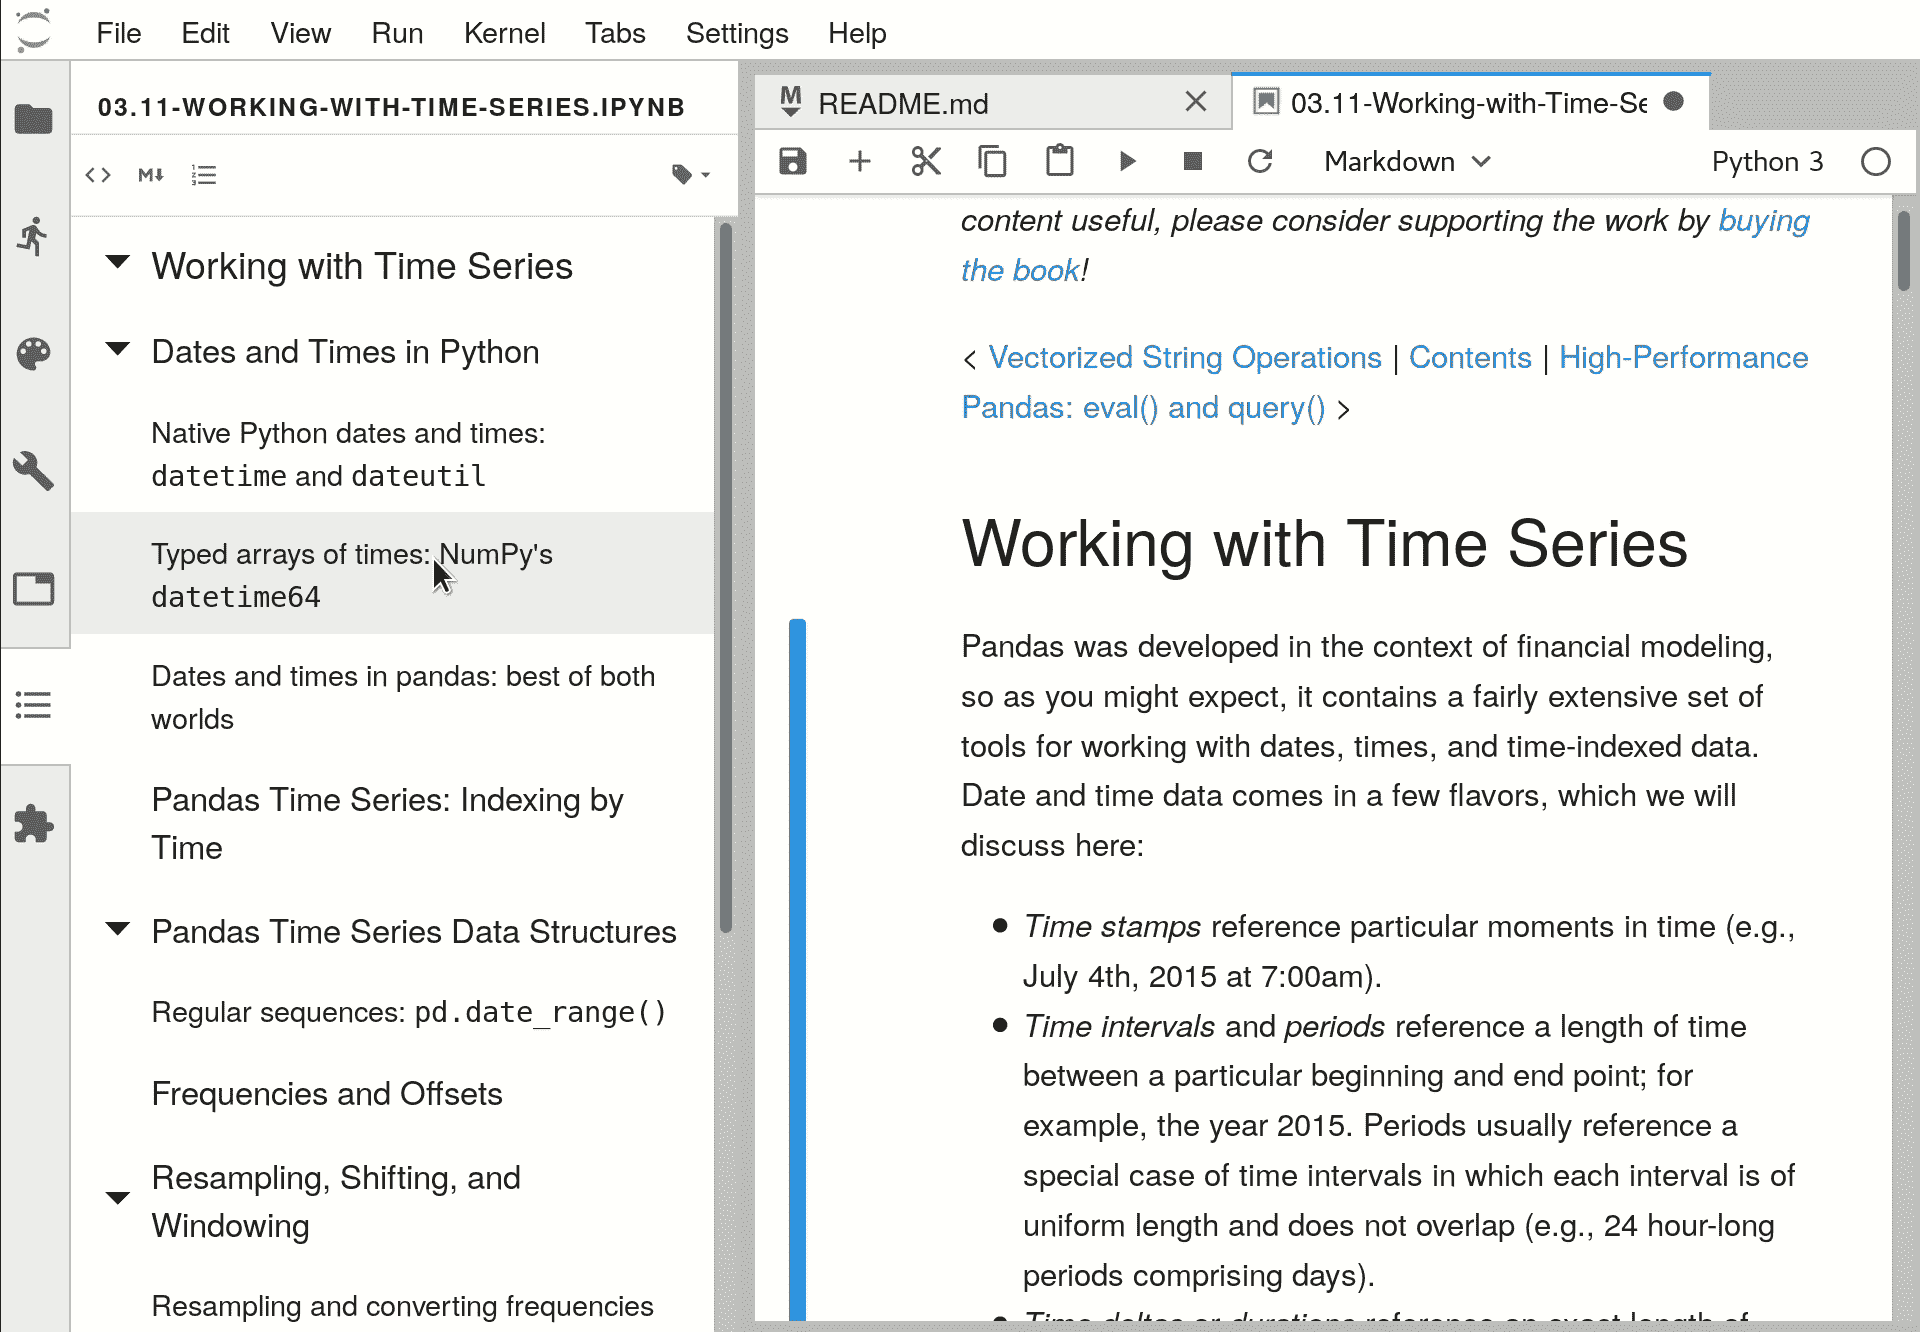 File Edit View Run Kernel Tabs Settings Help
03.11-WORKING-WITH-TIME-SERIES.IPYNB
Working with Time Series
Dates and Times in Python
Native Python dates and times:
datetime and dateutil
Typed arrays of times: NumPy's
datetime64
Dates and times in pandas: best of both
worlds
Pandas Time Series: Indexing by
Time
Pandas Time Series Data Structures
Regular sequences: pd.date_range()
Frequencies and Offsets
Resampling, Shifting, and
Windowing
Resampling and converting frequencies
README.md
03.11-Working-with-Time-Se
Markdown
Python 3
content useful, please consider supporting the work by buying
the book!
< Vectorized String Operations | Contents | High-Performance
Pandas: eval() and query() >
Working with Time Series
Pandas was developed in the context of financial modeling,
so as you might expect, it contains a fairly extensive set of
tools for working with dates, times, and time-indexed data.
Date and time data comes in a few flavors, which we will
discuss here:
Time stamps reference particular moments in time (e.g.,
July 4th, 2015 at 7:00am).
Time intervals and periods reference a length of time
between a particular beginning and end point; for
example, the year 2015. Periods usually reference a
special case of time intervals in which each interval is of
uniform length and does not overlap (e.g., 24 hour-long
periods comprising days).
Time deltas or durations reference an exact length of